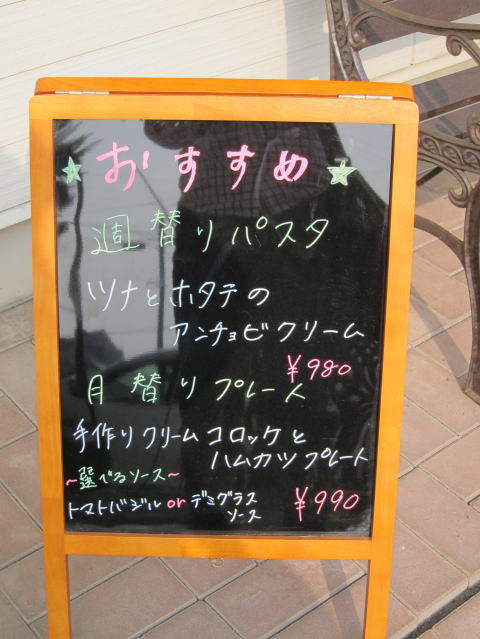 ★おすすめ★
週替りパスタ
ツナとホタテの
アンチョビクリーム
¥980
月替りプレート
手作りクリームコロッケと
ハムカツプレート
~選べるソース~
トマトバジル or デミグラス
ソース
¥990